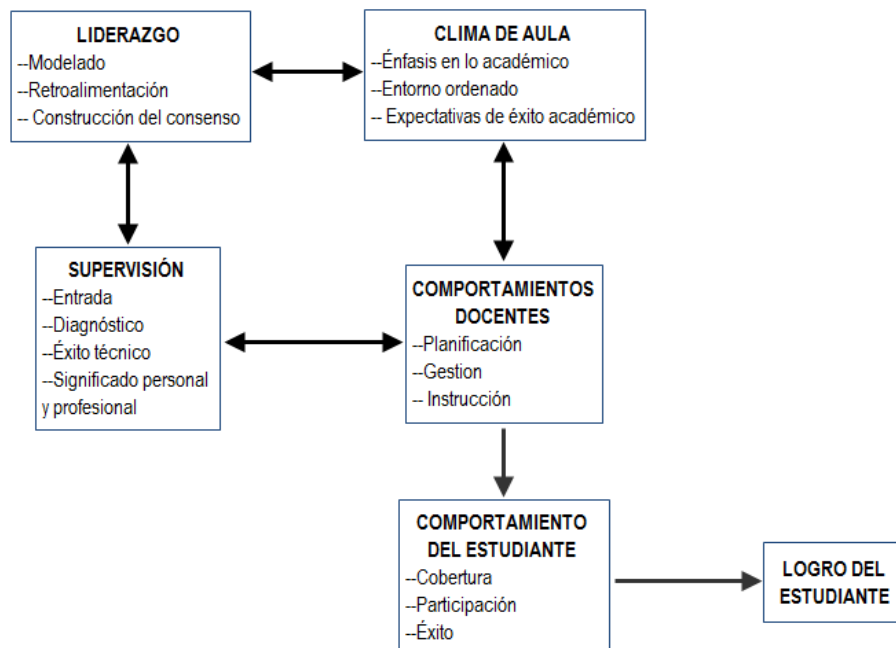 LIDERAZGO
--Modelado
--Retroalimentación
-- Construcción del consenso
CLIMA DE AULA
--Énfasis en lo académico
--Entorno ordenado
-- Expectativas de éxito académico
SUPERVISIÓN
--Entrada
--Diagnóstico
--Éxito técnico
--Significado personal
y profesional
COMPORTAMIENTOS
DOCENTES
--Planificación
--Gestion
-- Instrucción
COMPORTAMIENTO
DEL ESTUDIANTE
--Cobertura
--Participación
--Éxito
LOGRO DEL
ESTUDIANTE